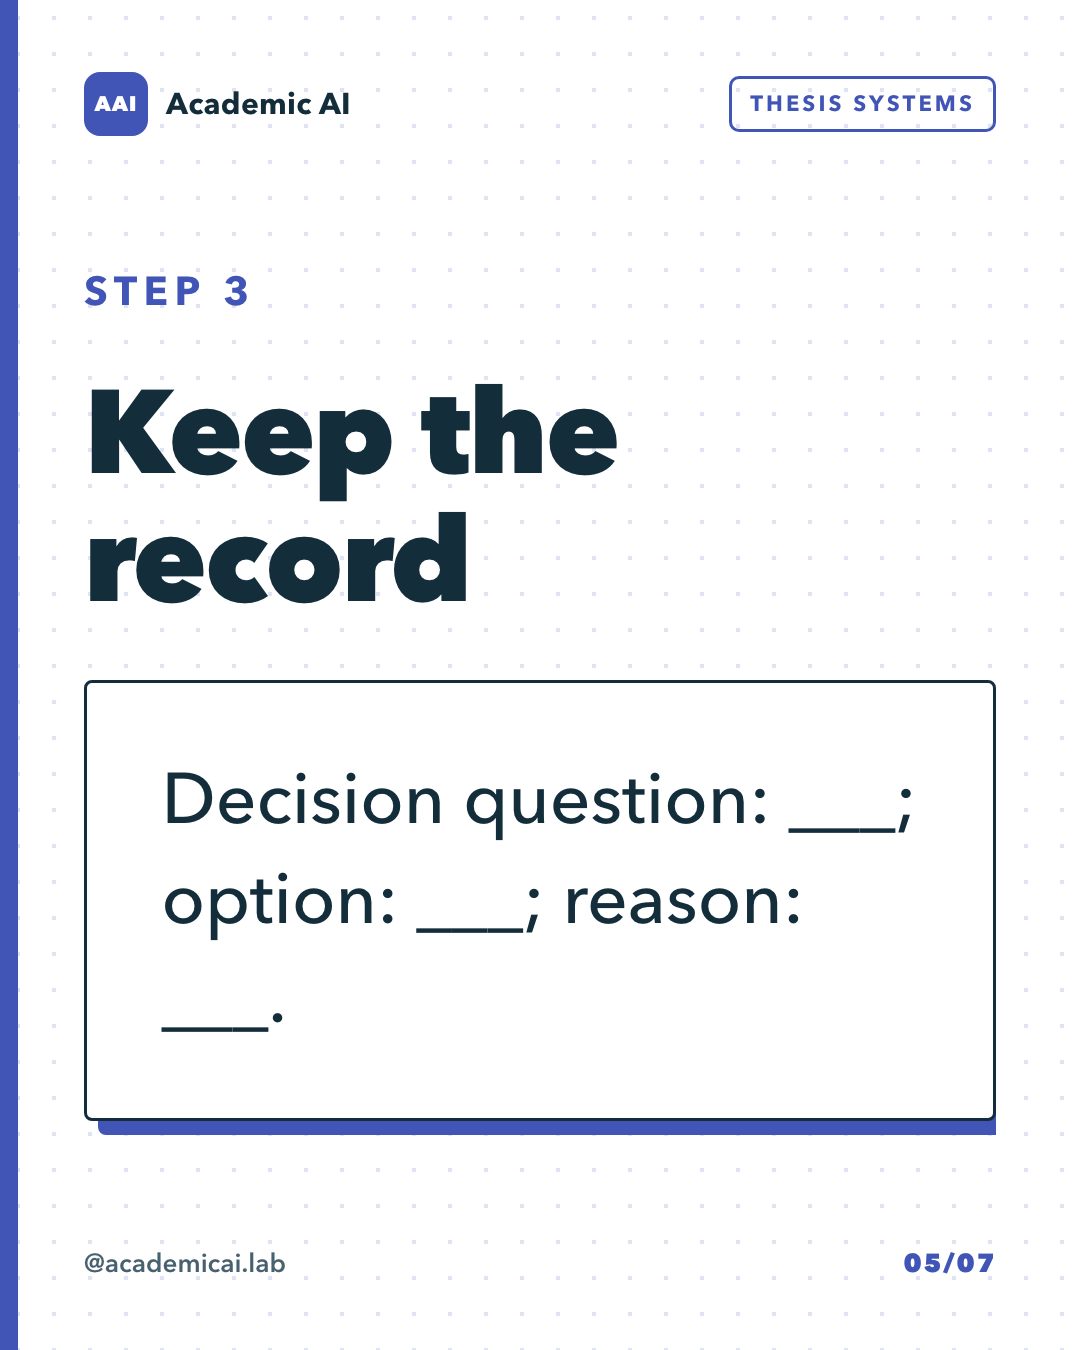 AAI Academic AI
THESIS SYSTEMS
STEP 3
Keep the
record
Decision question: ___;
option: ___; reason:
___.
@academicai.lab
05/07